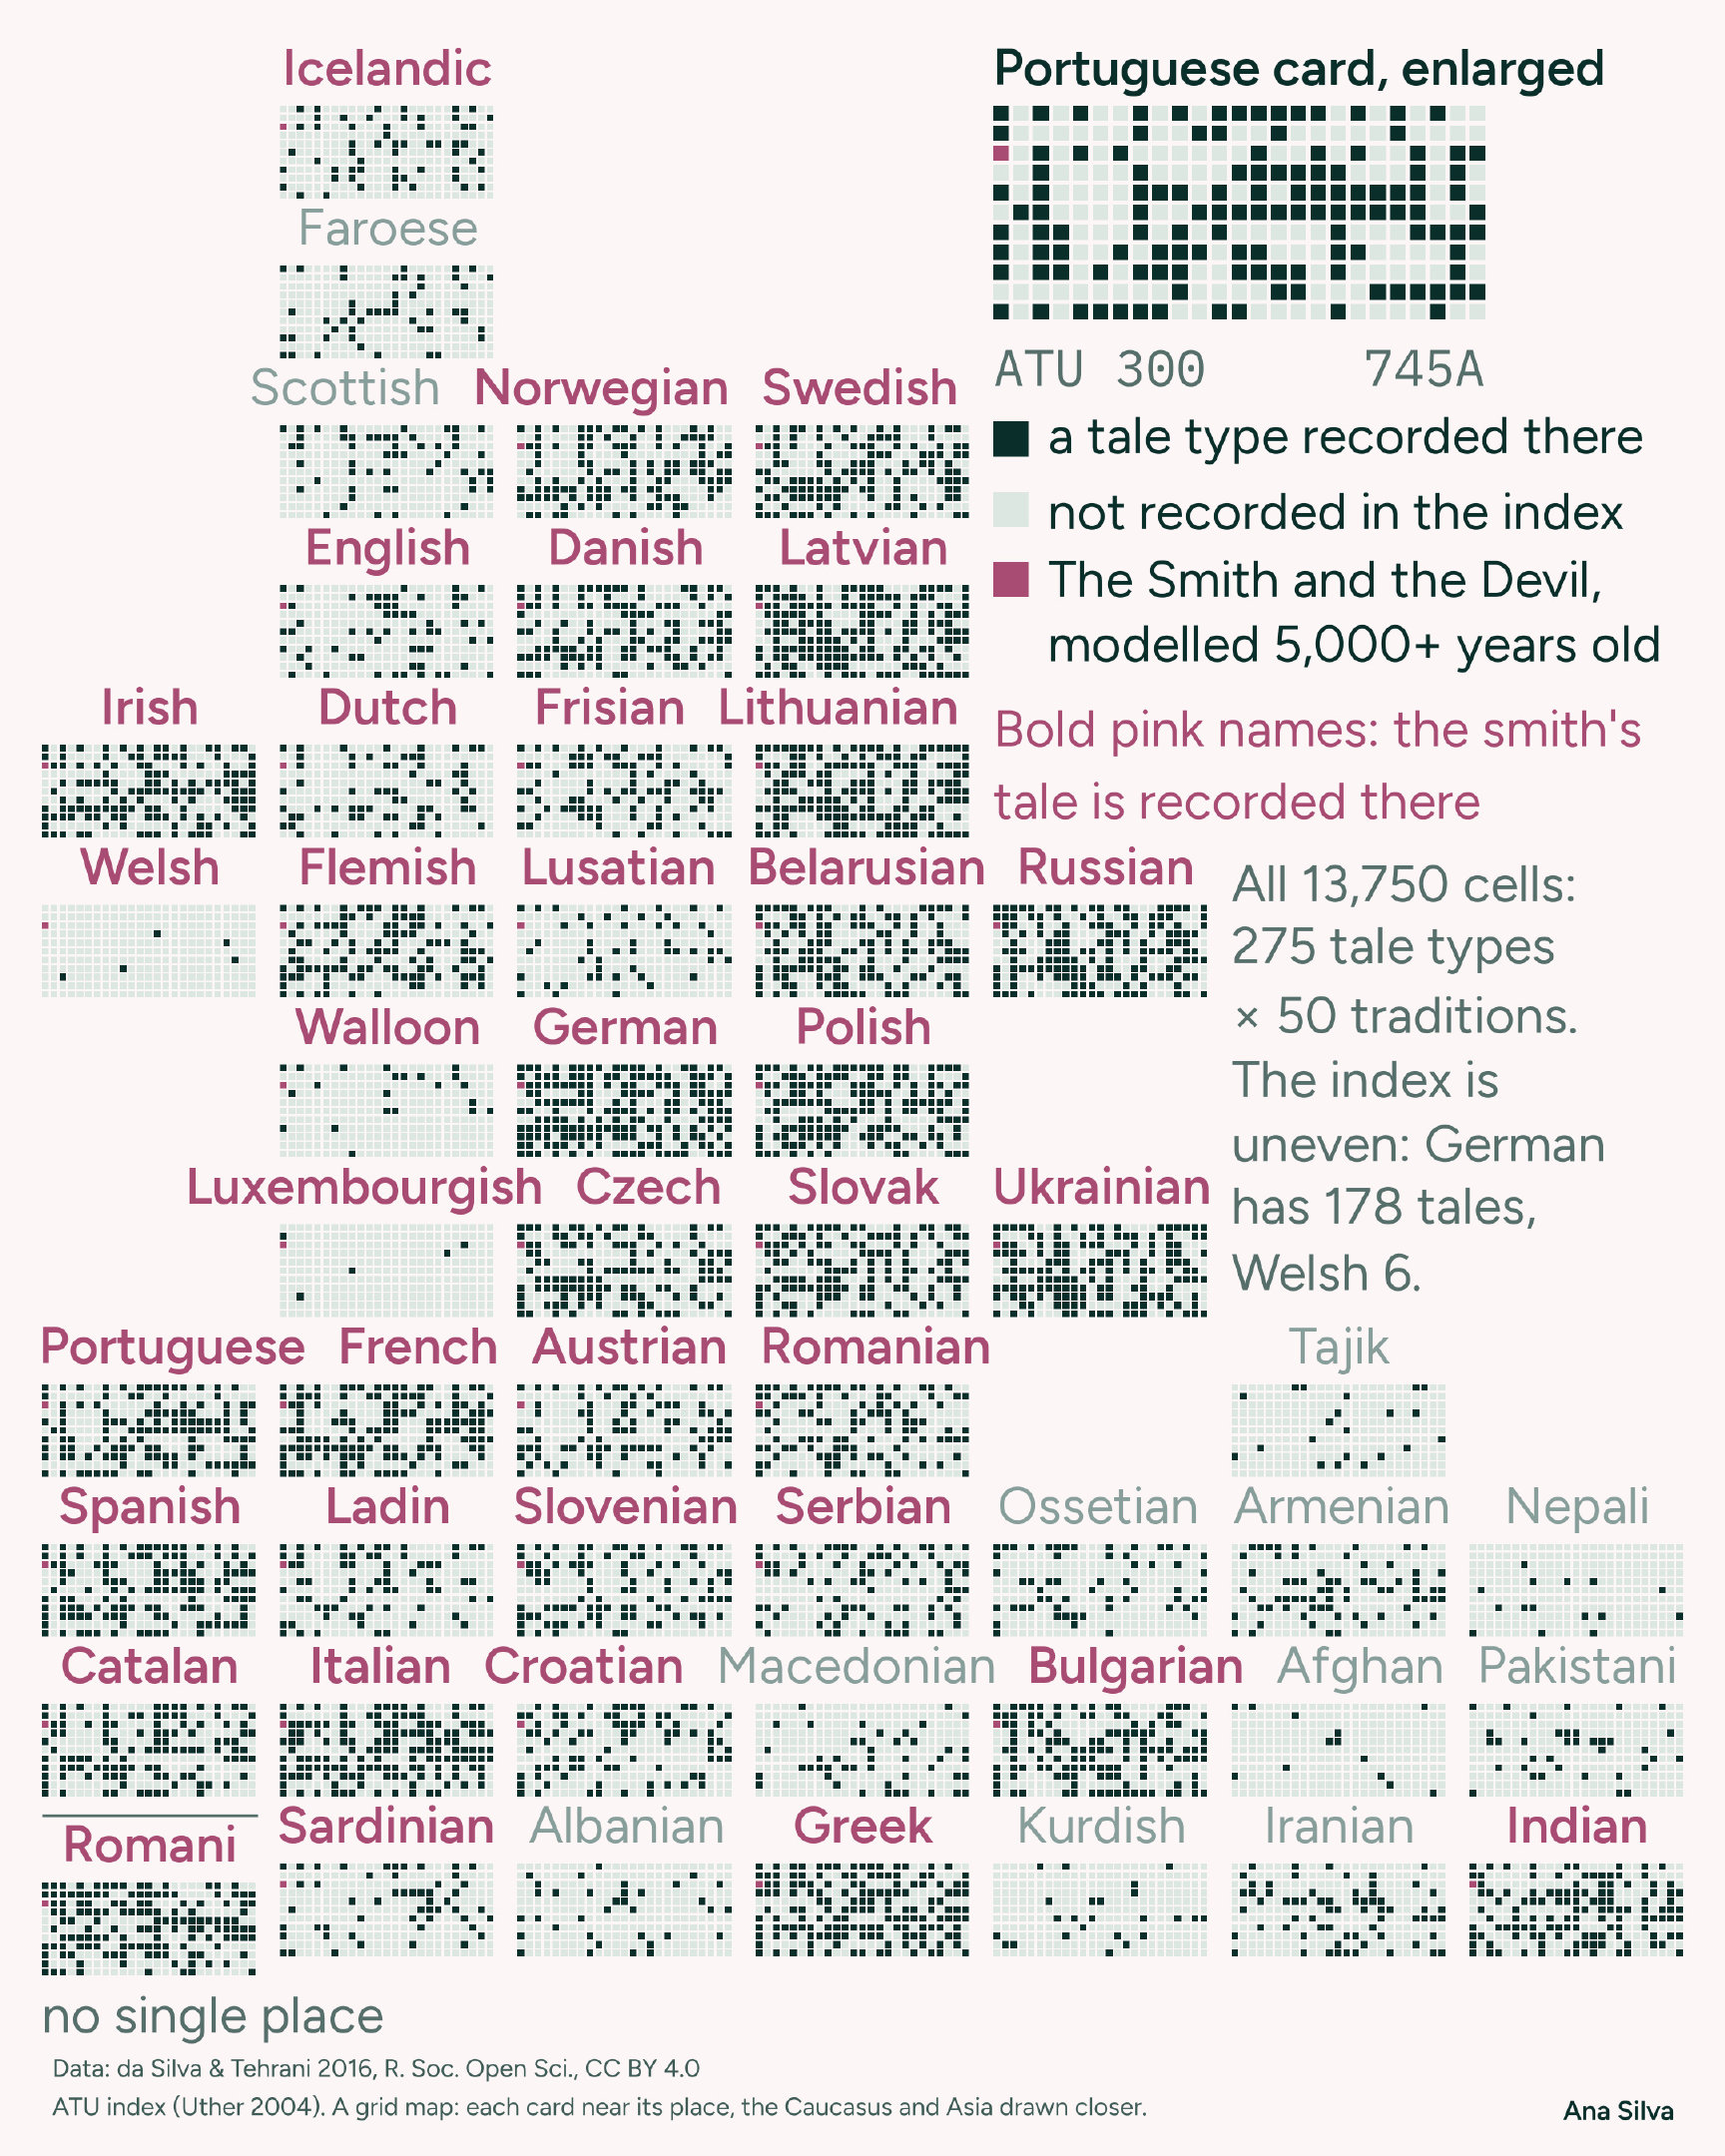 Icelandic
Portuguese card, enlarged
Faroese
ATU 300 745A
Scottish Norwegian Swedish
a tale type recorded there
not recorded in the index
English Danish Latvian
The Smith and the Devil,
modelled 5,000+ years old
Irish Dutch Frisian Lithuanian
Bold pink names: the smith's
tale is recorded there
Welsh Flemish Lusatian Belarusian Russian
All 13,750 cells:
275 tale types
× 50 traditions.
The index is
uneven: German
has 178 tales,
Welsh 6.
Walloon German Polish
Luxembourgish Czech Slovak Ukrainian
Portuguese French Austrian Romanian Tajik
Spanish Ladin Slovenian Serbian Ossetian Armenian Nepali
Catalan Italian Croatian Macedonian Bulgarian Afghan Pakistani
Romani Sardinian Albanian Greek Kurdish Iranian Indian
no single place
Data: da Silva & Tehrani 2016, R. Soc. Open Sci., CC BY 4.0
ATU index (Uther 2004). A grid map: each card near its place, the Caucasus and Asia drawn closer.
Ana Silva